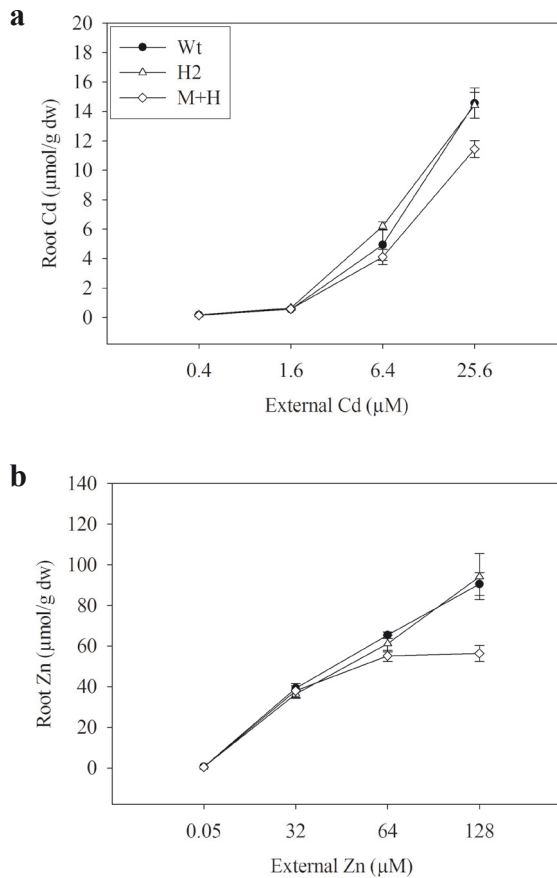 a
20
18
16
14
12
10
8
6
4
2
0
Root Cd (µmol/g dw)
Wt
H2
M+H
0.4 1.6 6.4 25.6
External Cd (µM)
b
140
120
100
80
60
40
20
0
Root Zn (µmol/g dw)
0.05 32 64 128
External Zn (µM)